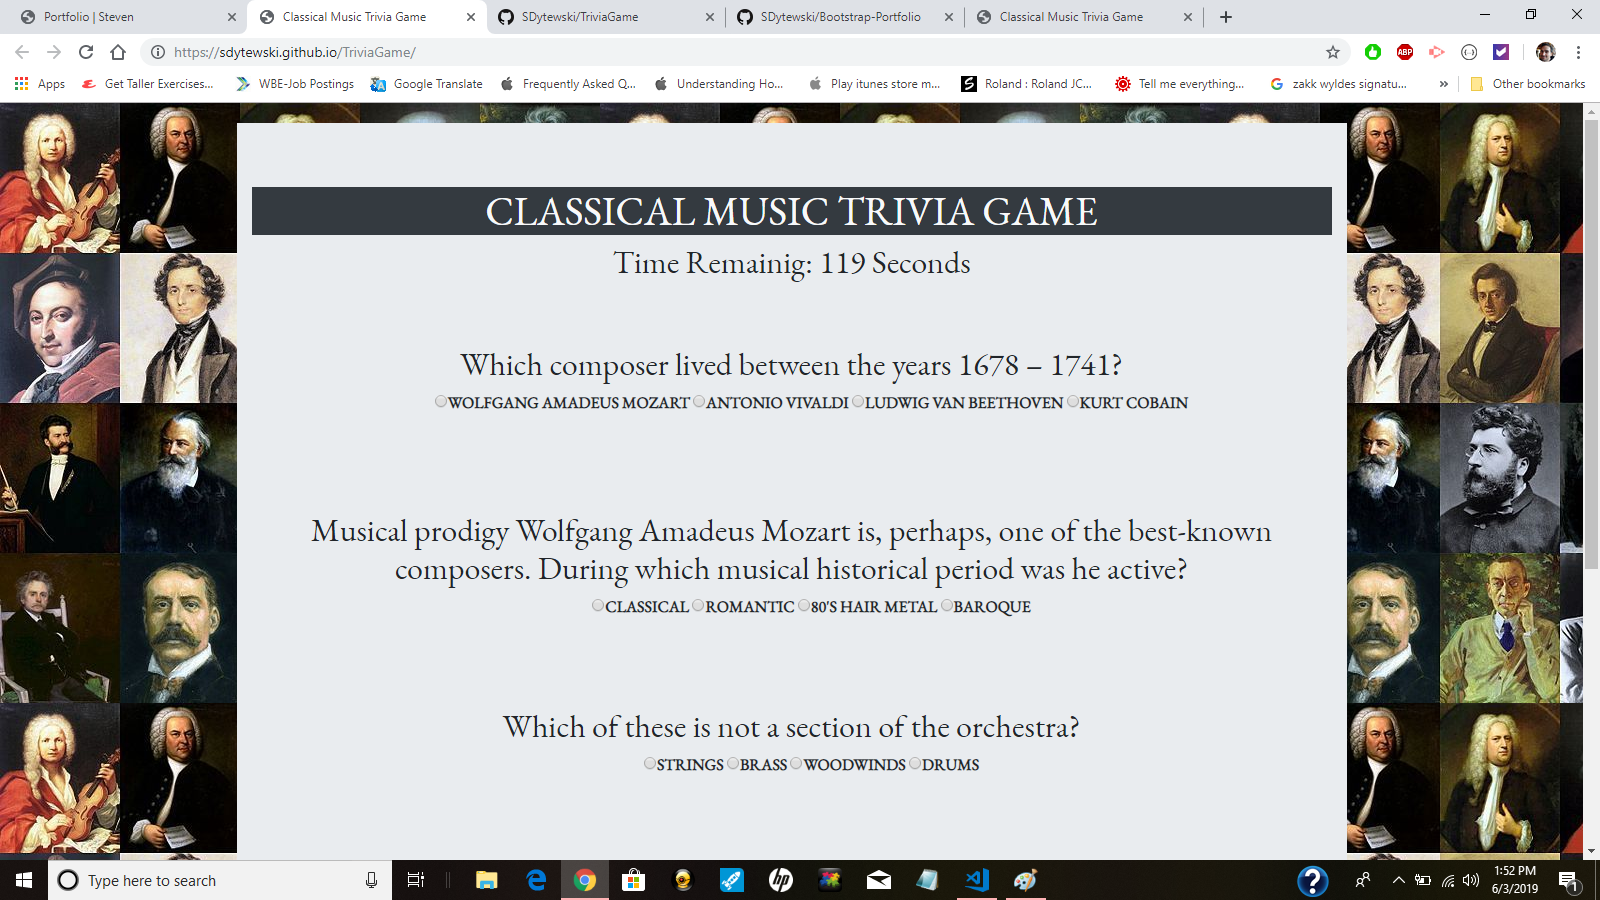 Portfolio | Steven
Classical Music Trivia Game
SDytewski/TriviaGame
SDytewski/Bootstrap-Portfolio
Classical Music Trivia Game
https://sdytewski.github.io/TriviaGame/
ABP
Apps
Get Taller Exercises...
WBE-Job Postings
Google Translate
Frequently Asked Q...
Understanding Ho...
Play itunes store m...
Roland : Roland JC...
Tell me everything...
zakk wyldes signatu...
»
Other bookmarks
CLASSICAL MUSIC TRIVIA GAME
Time Remainig: 119 Seconds
Which composer lived between the years 1678 – 1741?
WOLFGANG AMADEUS MOZART ANTONIO VIVALDI LUDWIG VAN BEETHOVEN KURT COBAIN
Musical prodigy Wolfgang Amadeus Mozart is, perhaps, one of the best-known
composers. During which musical historical period was he active?
CLASSICAL ROMANTIC 80'S HAIR METAL BAROQUE
Which of these is not a section of the orchestra?
STRINGS BRASS WOODWINDS DRUMS
Type here to search
hp
?
1:52 PM
6/3/2019
1